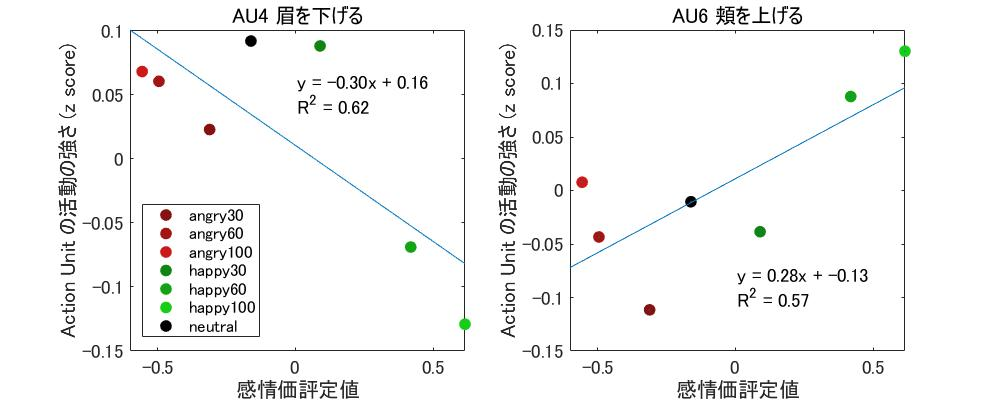 AU4 眉を下げる
Action Unit の活動の強さ (z score)
0.1
0.05
0
−0.05
−0.1
−0.15
y = −0.30x + 0.16
R² = 0.62
angry30
angry60
angry100
happy30
happy60
happy100
neutral
−0.5
0
0.5
感情価評定値
AU6 頬を上げる
Action Unit の活動の強さ (z score)
0.15
0.1
0.05
0
−0.05
−0.1
−0.15
y = 0.28x + −0.13
R² = 0.57
−0.5
0
0.5
感情価評定値